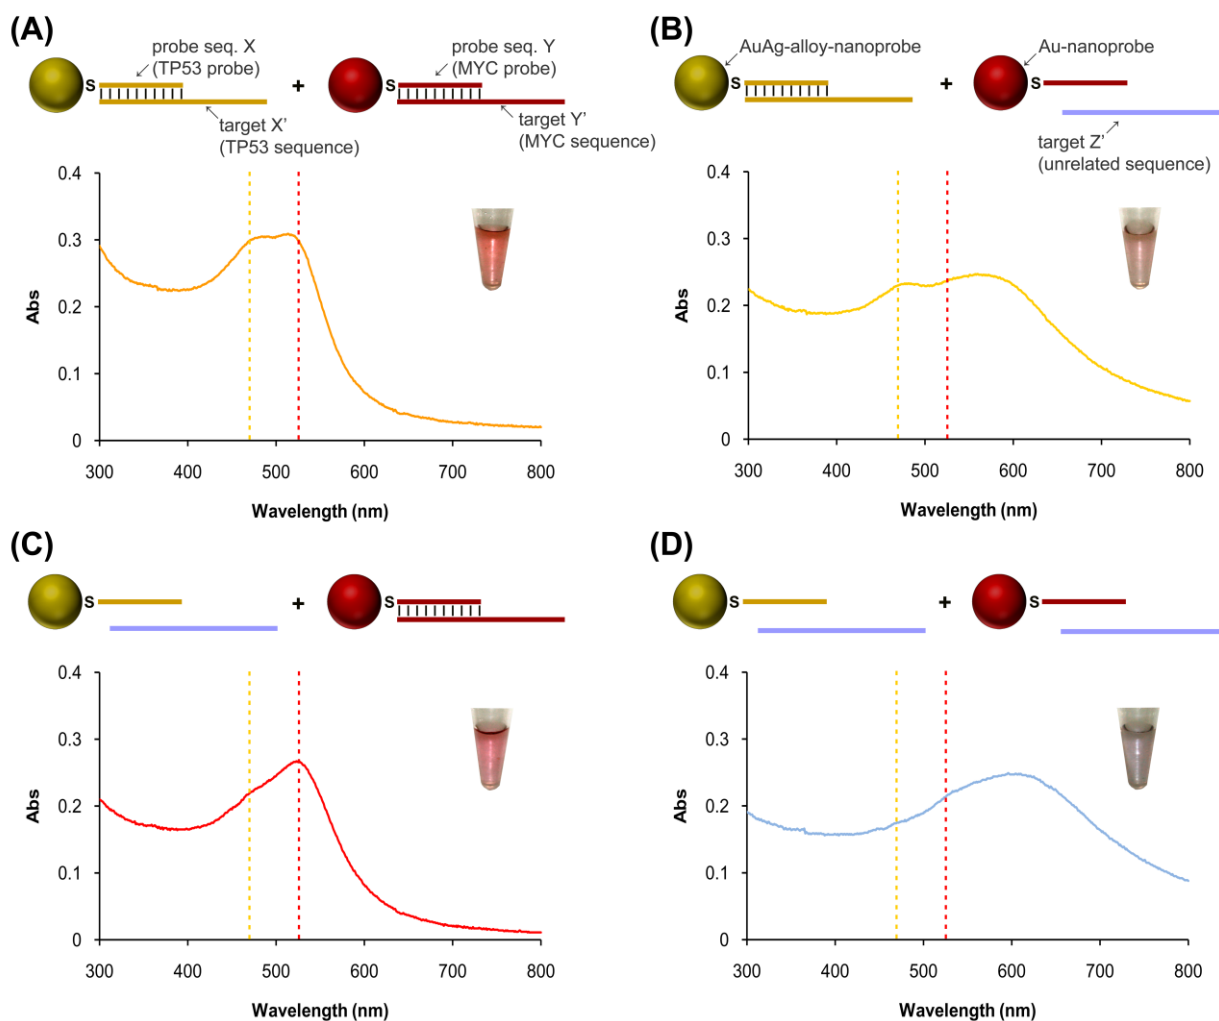 (A)
probe seq. X
(TP53 probe)
S
+
probe seq. Y
(MYC probe)
S
target X'
(TP53 sequence)
target Y'
(MYC sequence)
0.4
0.3
0.2
0.1
0
Abs
300 400 500 600 700 800
Wavelength (nm)
(B)
AuAg-alloy-nanoprobe
Au-nanoprobe
S
+
S
target Z'
(unrelated sequence)
0.4
0.3
0.2
0.1
0
Abs
300 400 500 600 700 800
Wavelength (nm)
(C)
S
+
S
0.4
0.3
0.2
0.1
0
Abs
300 400 500 600 700 800
Wavelength (nm)
(D)
S
+
S
0.4
0.3
0.2
0.1
0
Abs
300 400 500 600 700 800
Wavelength (nm)